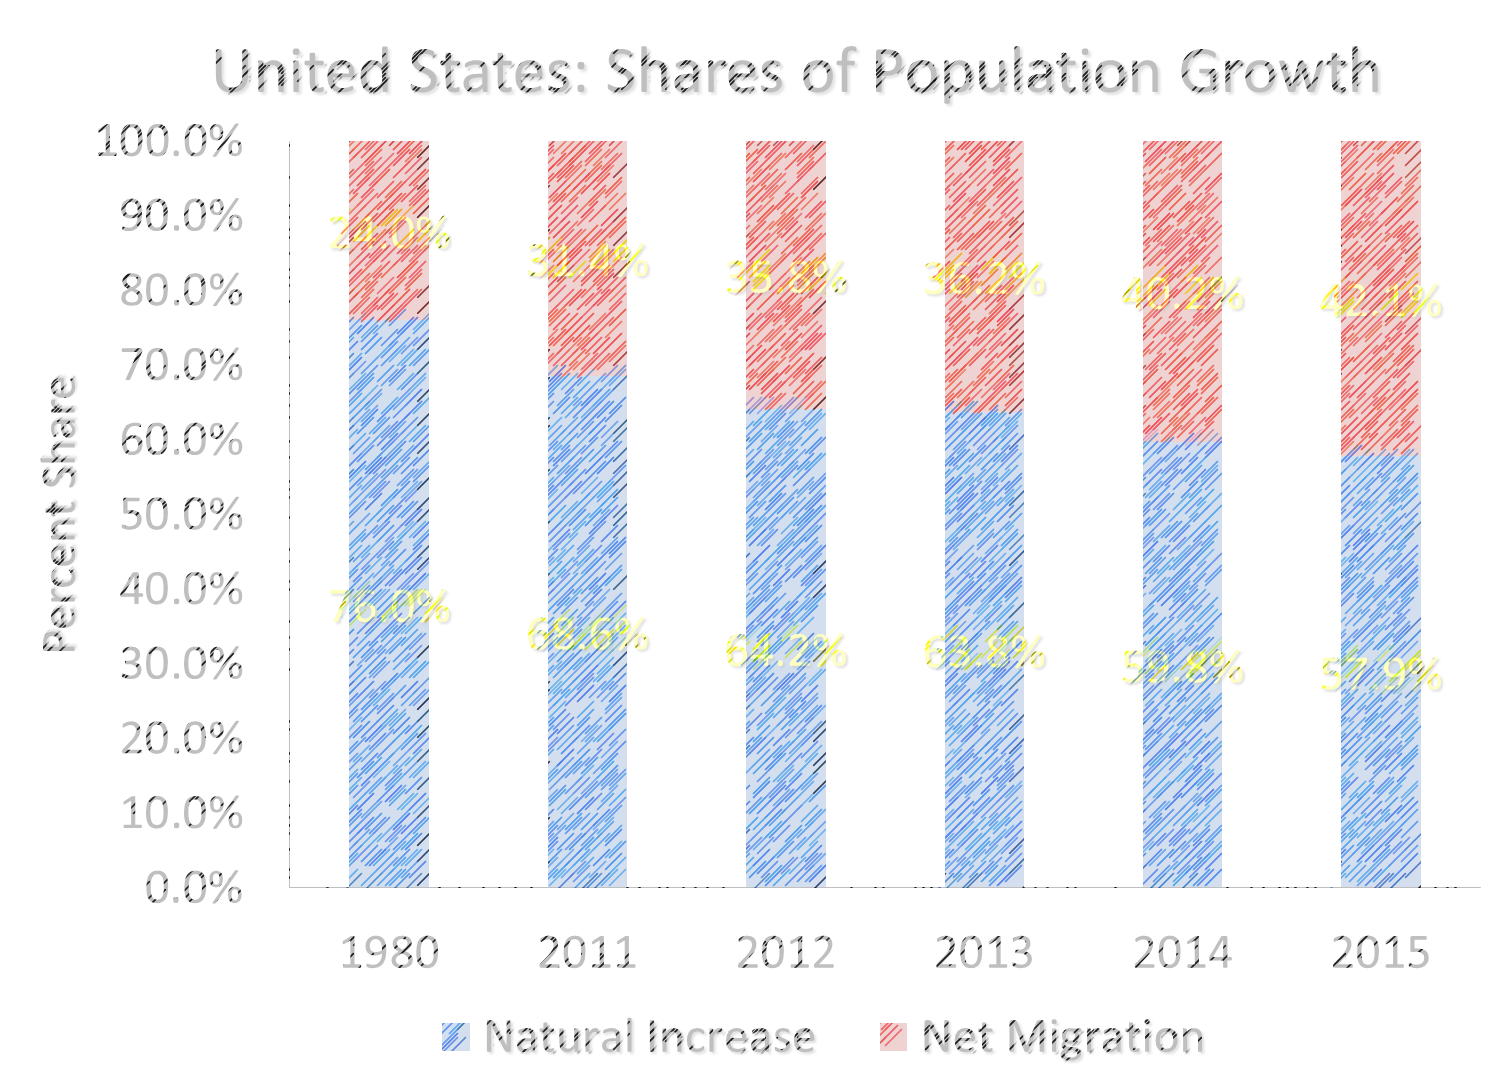 United States: Shares of Population Growth
Percent Share
100.0%
90.0%
80.0%
70.0%
60.0%
50.0%
40.0%
30.0%
20.0%
10.0%
0.0%
24.0% 31.4% 35.8% 36.2% 40.2% 42.1%
76.0% 68.6% 64.2% 63.8% 59.8% 57.9%
1980 2011 2012 2013 2014 2015
Natural Increase Net Migration